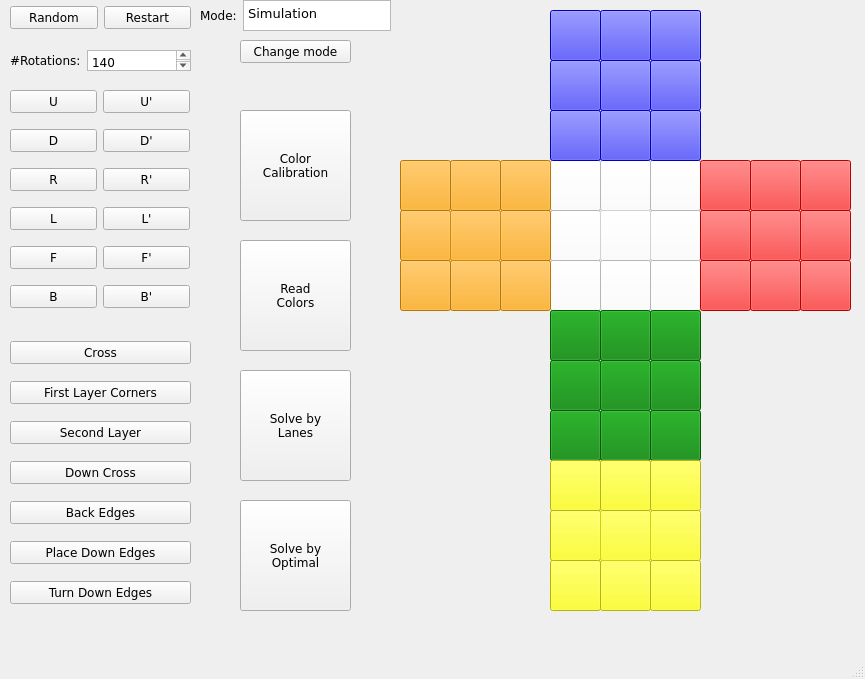 Random
Restart
Mode:
Simulation
Change mode
#Rotations:
140
U
U'
D
D'
R
R'
L
L'
F
F'
B
B'
Cross
First Layer Corners
Second Layer
Down Cross
Back Edges
Place Down Edges
Turn Down Edges
Color
Calibration
Read
Colors
Solve by
Lanes
Solve by
Optimal